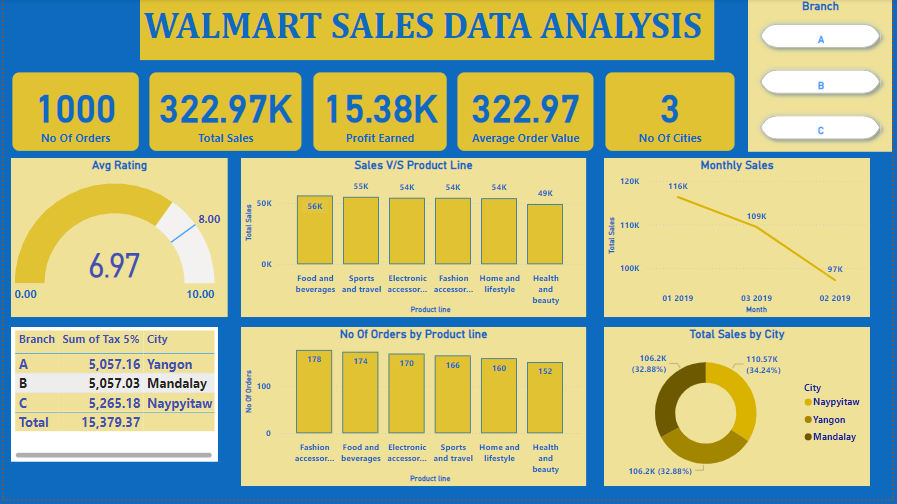 WALMART SALES DATA ANALYSIS
Branch
A
B
C
1000
No Of Orders
322.97K
Total Sales
15.38K
Profit Earned
322.97
Average Order Value
3
No Of Cities
Avg Rating
8.00
6.97
0.00
10.00
Sales V/S Product Line
Total Sales
50K
0K
56K
55K
54K
54K
54K
49K
Food and
beverages
Sports
and travel
Electronic
accessor...
Fashion
accessor...
Home and
lifestyle
Health
and
beauty
Product line
Monthly Sales
Total Sales
120K
110K
100K
116K
109K
97K
01 2019
03 2019
02 2019
Month
Branch Sum of Tax 5% City
A 5,057.16 Yangon
B 5,057.03 Mandalay
C 5,265.18 Naypyitaw
Total 15,379.37
No Of Orders by Product line
No Of Orders
100
0
178
174
170
166
160
152
Fashion
accessor...
Food and
beverages
Electronic
accessor...
Sports
and travel
Home and
lifestyle
Health
and
beauty
Product line
Total Sales by City
106.2K
(32.88%)
110.57K
(34.24%)
106.2K (32.88%)
City
Naypyitaw
Yangon
Mandalay